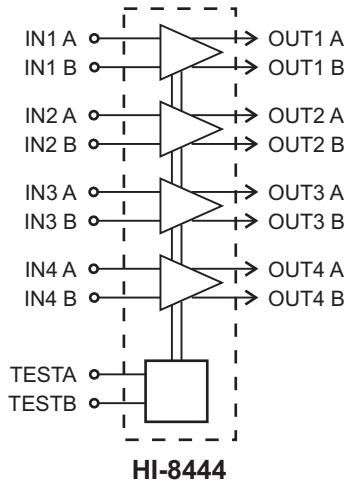 IN1 A OUT1 A
IN1 B OUT1 B
IN2 A OUT2 A
IN2 B OUT2 B
IN3 A OUT3 A
IN3 B OUT3 B
IN4 A OUT4 A
IN4 B OUT4 B
TESTA
TESTB
HI-8444